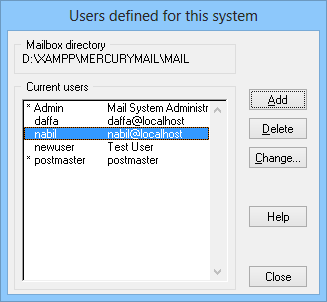 Users defined for this system
Mailbox directory
D:\XAMPP\MERCURYMAIL\MAIL
Current users
* Admin Mail System Administr
daffa daffa@localhost
nabil nabil@localhost
newuser Test User
* postmaster postmaster
Add
Delete
Change...
Help
Close